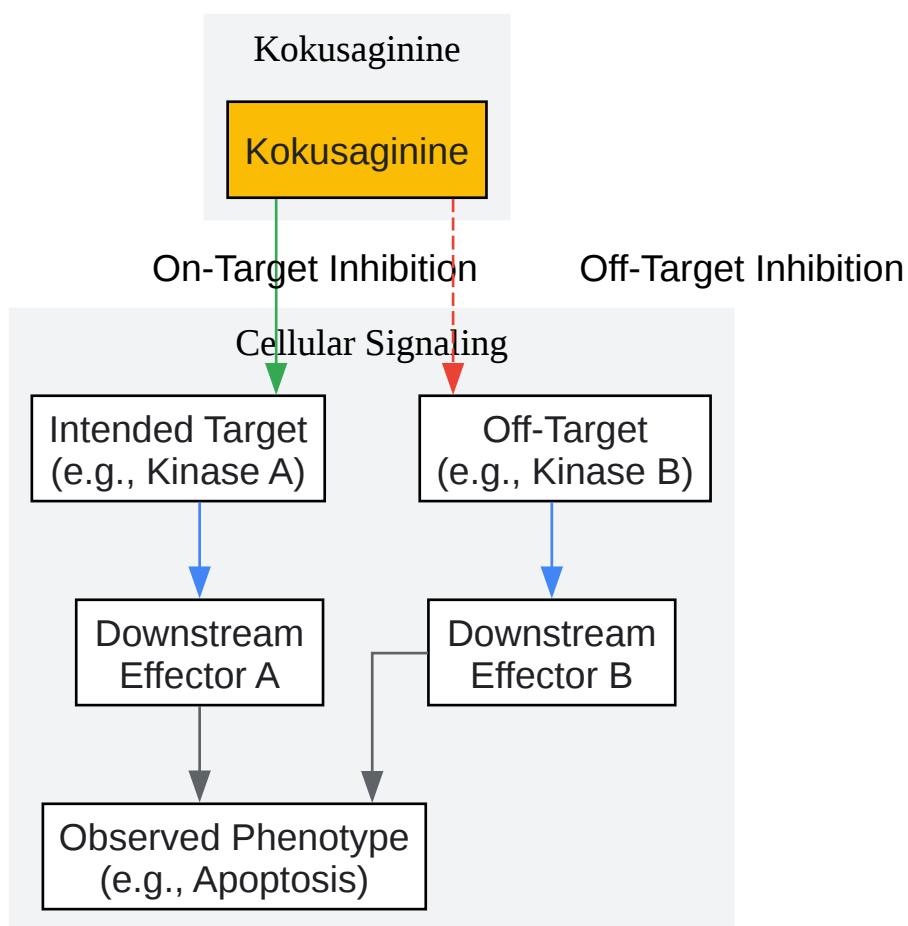 Kokusaginine
Kokusaginine
On-Target Inhibition
Off-Target Inhibition
Cellular Signaling
Intended Target
(e.g., Kinase A)
Off-Target
(e.g., Kinase B)
Downstream
Effector A
Downstream
Effector B
Observed Phenotype
(e.g., Apoptosis)